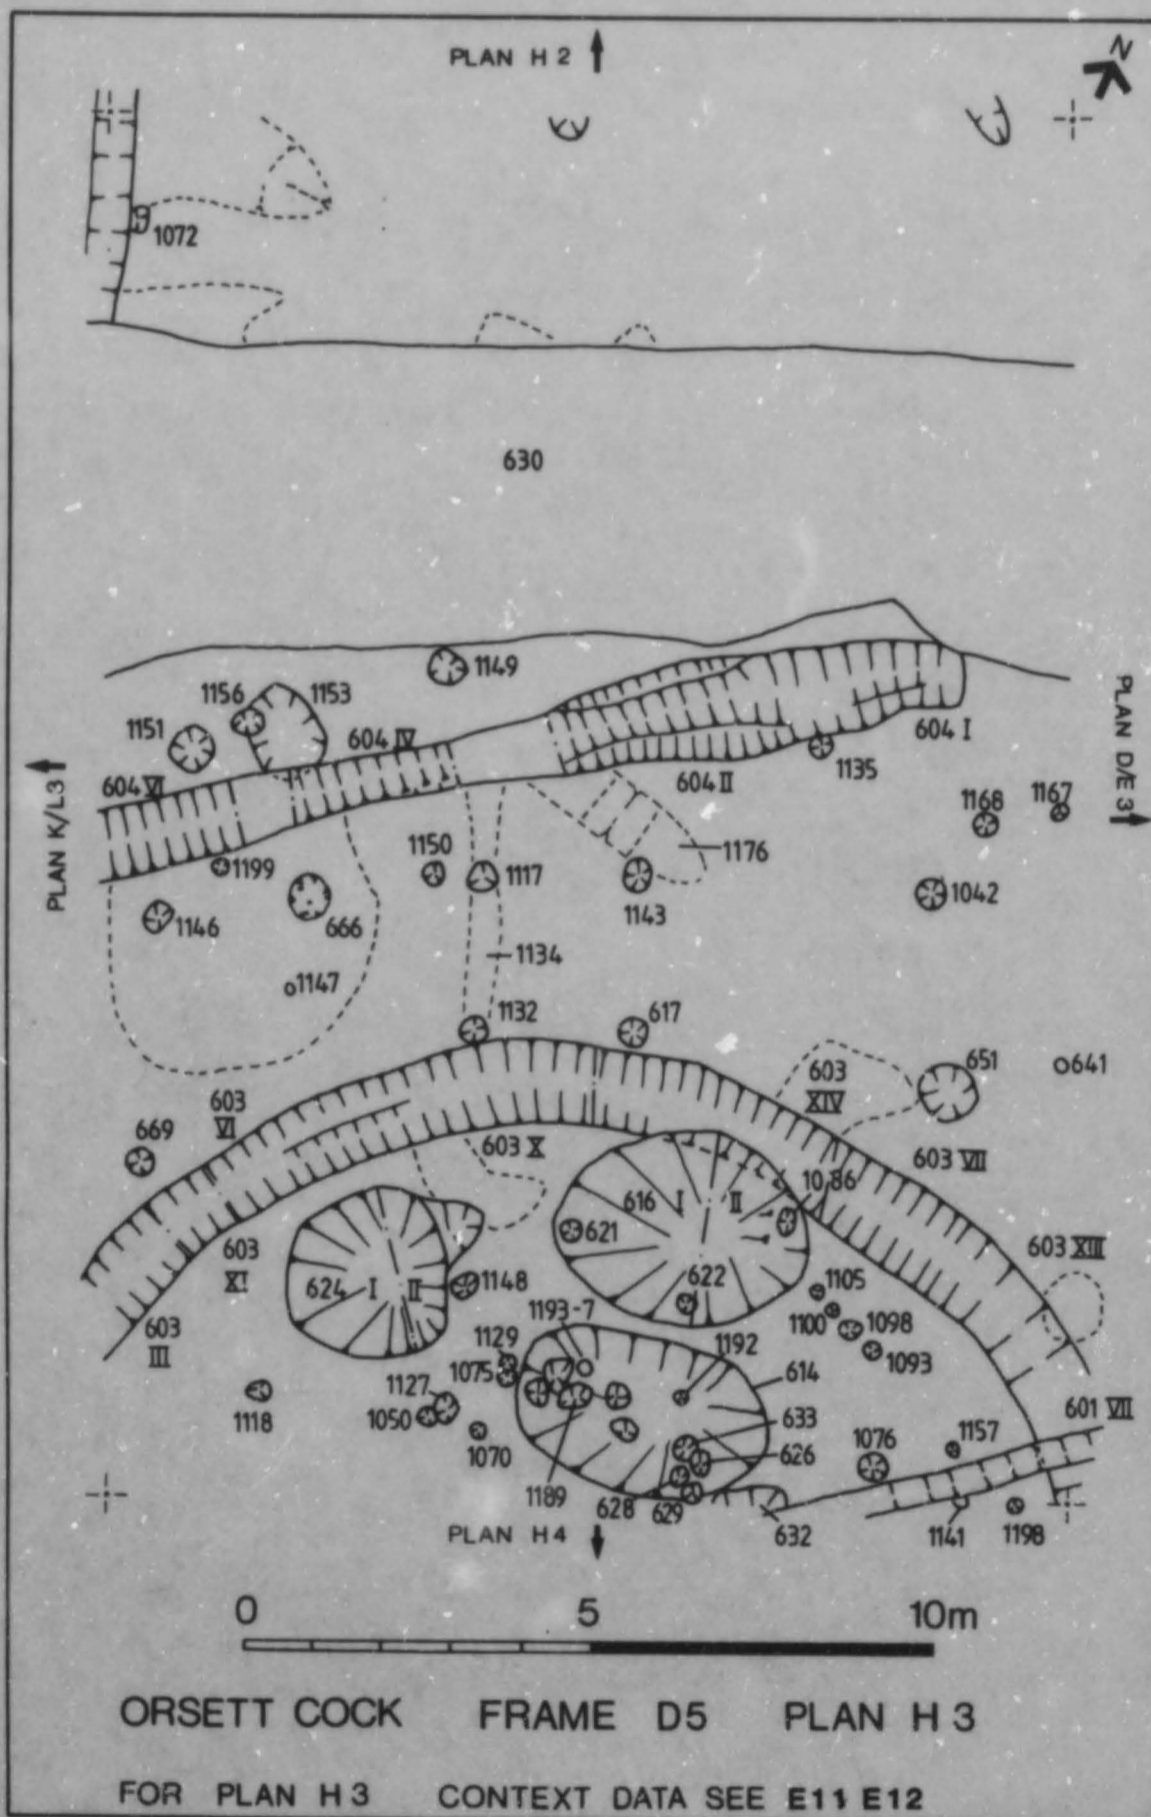 PLAN H 2
N
1072
630
1149
1156
1153
1151
604 IV
604 I
PLAN D/E 3
1135
604 II
604 VI
PLAN K/L3
1168
1167
1150
1176
1199
1117
1042
1143
1146
666
1134
1147
1132
617
651
641
603 XIV
603 VI
669
603 X
603 VII
10 86
616 I II
621
603 XIII
603 XI
624 I II
622
1148
1105
1193-7
1100
1098
603 III
1129
1192
1093
1075
614
1127
601 VII
1118
1050
633
1157
1070
626
1076
1189
628
629
PLAN H 4
632
1141
1198
0 5 10m
ORSETT COCK FRAME D5 PLAN H 3
FOR PLAN H 3 CONTEXT DATA SEE E11 E12